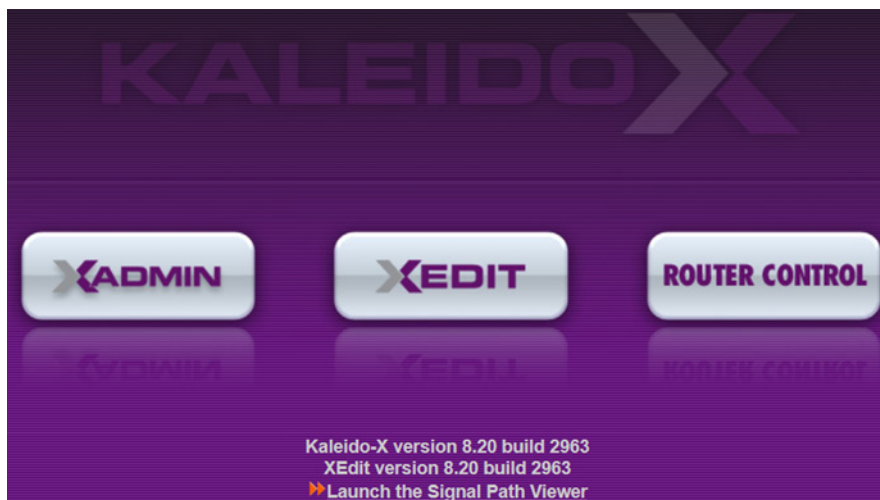 KALEIDOX
XADMIN
XEDIT
ROUTER CONTROL
Kaleido-X version 8.20 build 2963
XEdit version 8.20 build 2963
Launch the Signal Path Viewer